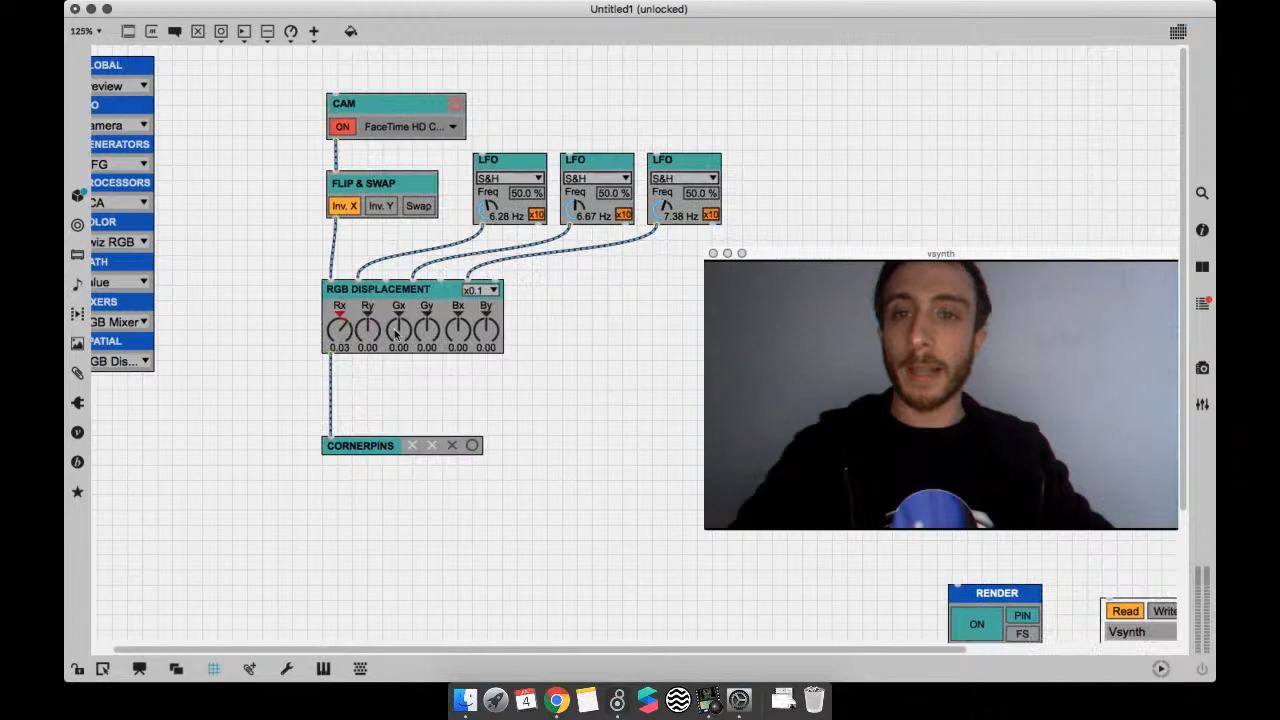 Untitled1 (unlocked)
125%
LOBAL
review
O
amera
ENERATORS
FG
ROCESSORS
CA
OLOR
wiz RGB
ATH
alue
XERS
GB Mixer
PATIAL
GB Dis...
CAM
ON FaceTime HD C...
FLIP & SWAP
Inv. X Inv. Y Swap
LFO
S&H
Freq 50.0 %
6.28 Hz x10
LFO
S&H
Freq 50.0 %
6.67 Hz x10
LFO
S&H
Freq 50.0 %
7.38 Hz x10
RGB DISPLACEMENT x0.1
Rx Ry Gx Gy Bx By
0.03 0.00 0.00 0.00 0.00 0.00
CORNERPINS
vsynth
RENDER
ON PIN
FS
Read Write
Vsynth
4